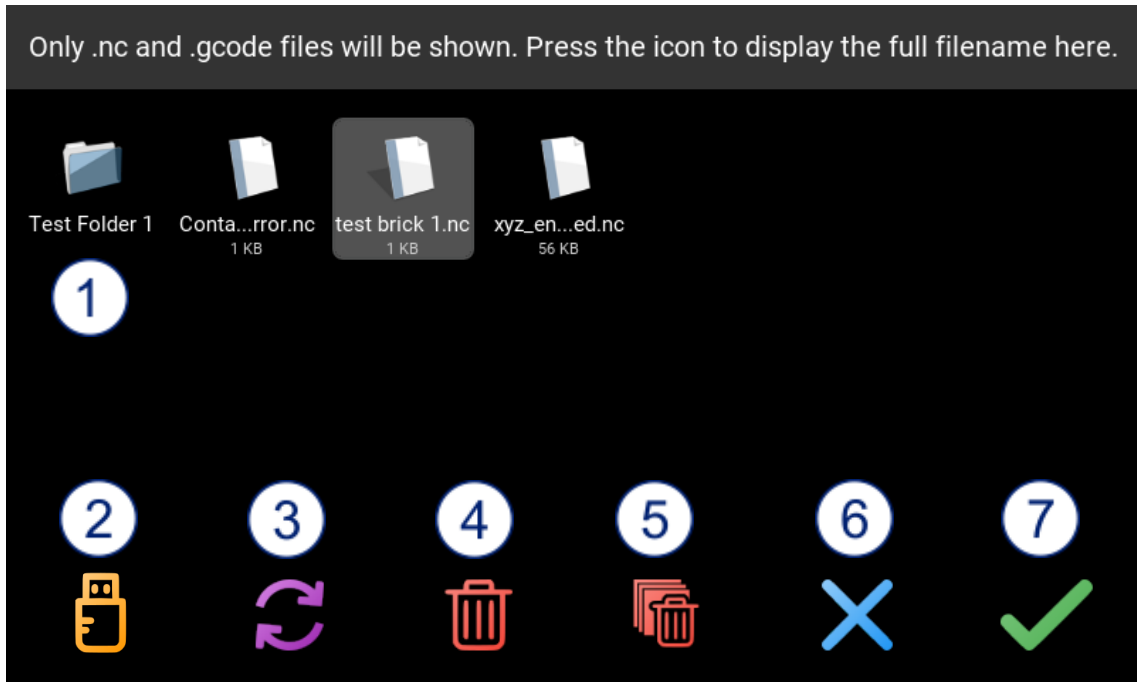 Only .nc and .gcode files will be shown. Press the icon to display the full filename here.
Test Folder 1
Conta...rror.nc
1 KB
test brick 1.nc
1 KB
xyz_en...ed.nc
56 KB
1
2
3
4
5
6
7